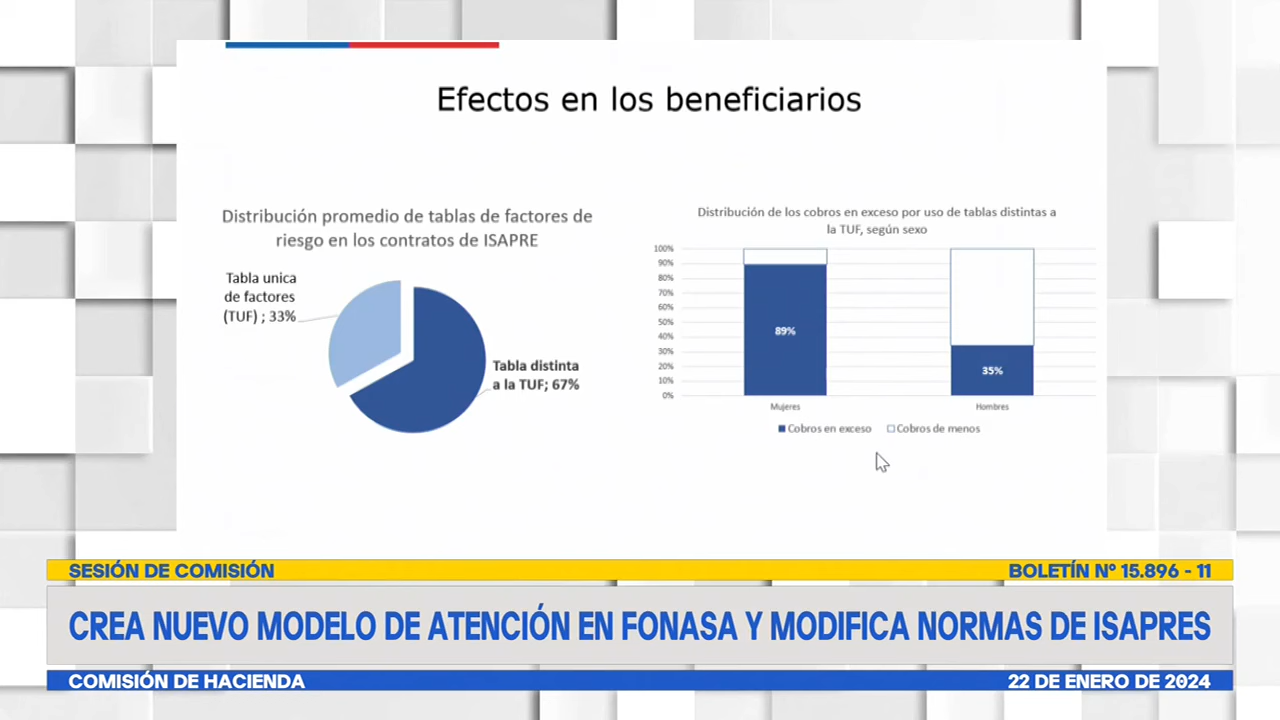 Efectos en los beneficiarios
Distribución promedio de tablas de factores de
riesgo en los contratos de ISAPRE
Tabla unica
de factores
(TUF) ; 33%
Tabla distinta
a la TUF; 67%
Distribución de los cobros en exceso por uso de tablas distintas a
la TUF, según sexo
100%
90%
80%
70%
60%
50%
40%
30%
20%
10%
0%
89%
35%
Mujeres
Hombres
Cobros en exceso
Cobros de menos
SESIÓN DE COMISIÓN
BOLETÍN N° 15.896 - 11
CREA NUEVO MODELO DE ATENCIÓN EN FONASA Y MODIFICA NORMAS DE ISAPRES
COMISIÓN DE HACIENDA
22 DE ENERO DE 2024